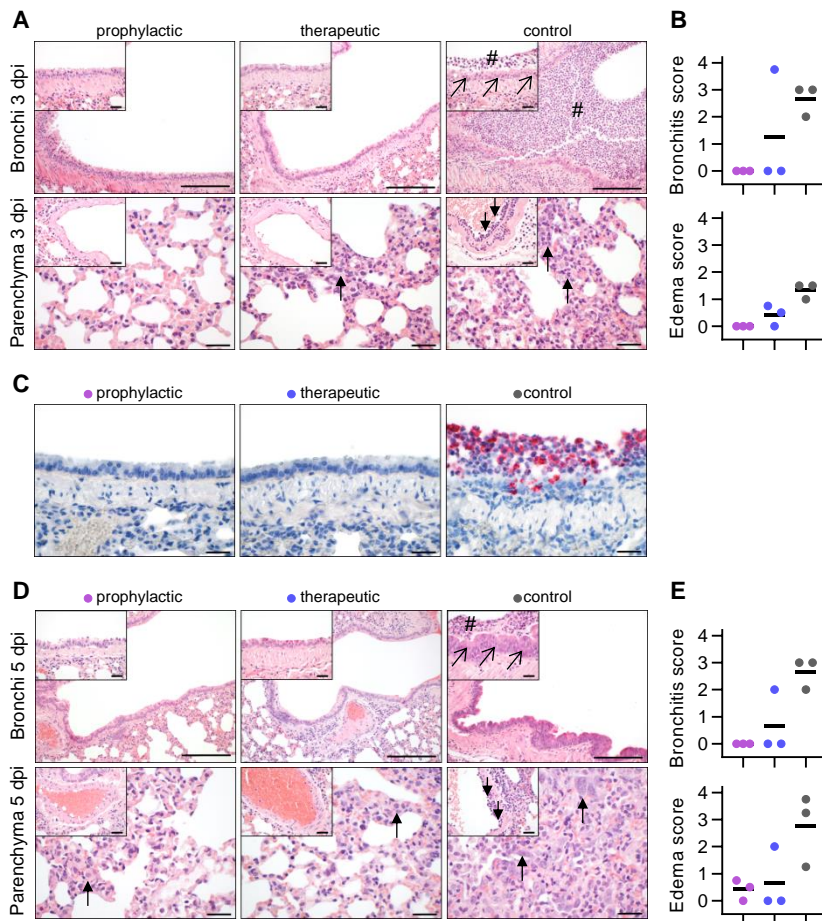 A
prophylactic therapeutic control
Bronchi 3 dpi
#
#
Parenchyma 3 dpi
B
Bronchitis score
4
3
2
1
0
Edema score
4
3
2
1
0
C
prophylactic therapeutic control
D
prophylactic therapeutic control
Bronchi 5 dpi
#
Parenchyma 5 dpi
E
Bronchitis score
4
3
2
1
0
Edema score
4
3
2
1
0